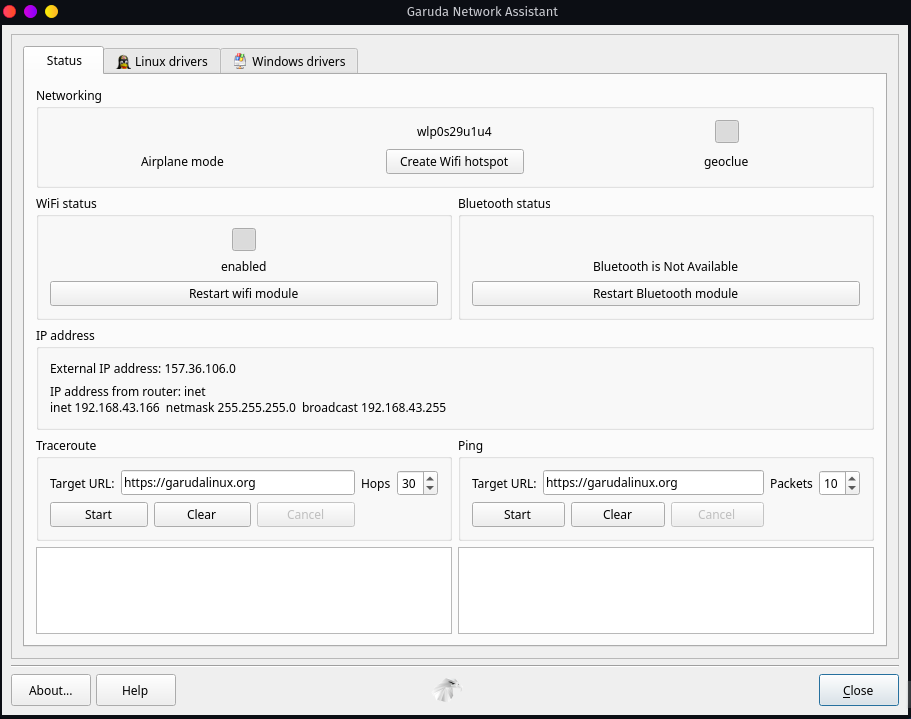 Garuda Network Assistant
Status
Linux drivers
Windows drivers
Networking
wlp0s29u1u4
Airplane mode
Create Wifi hotspot
geoclue
WiFi status
Bluetooth status
enabled
Bluetooth is Not Available
Restart wifi module
Restart Bluetooth module
IP address
External IP address: 157.36.106.0
IP address from router: inet
inet 192.168.43.166  netmask 255.255.255.0  broadcast 192.168.43.255
Traceroute
Ping
Target URL: https://garudalinux.org Hops 30
Target URL: https://garudalinux.org Packets 10
Start Clear Cancel
Start Clear Cancel
About... Help
Close